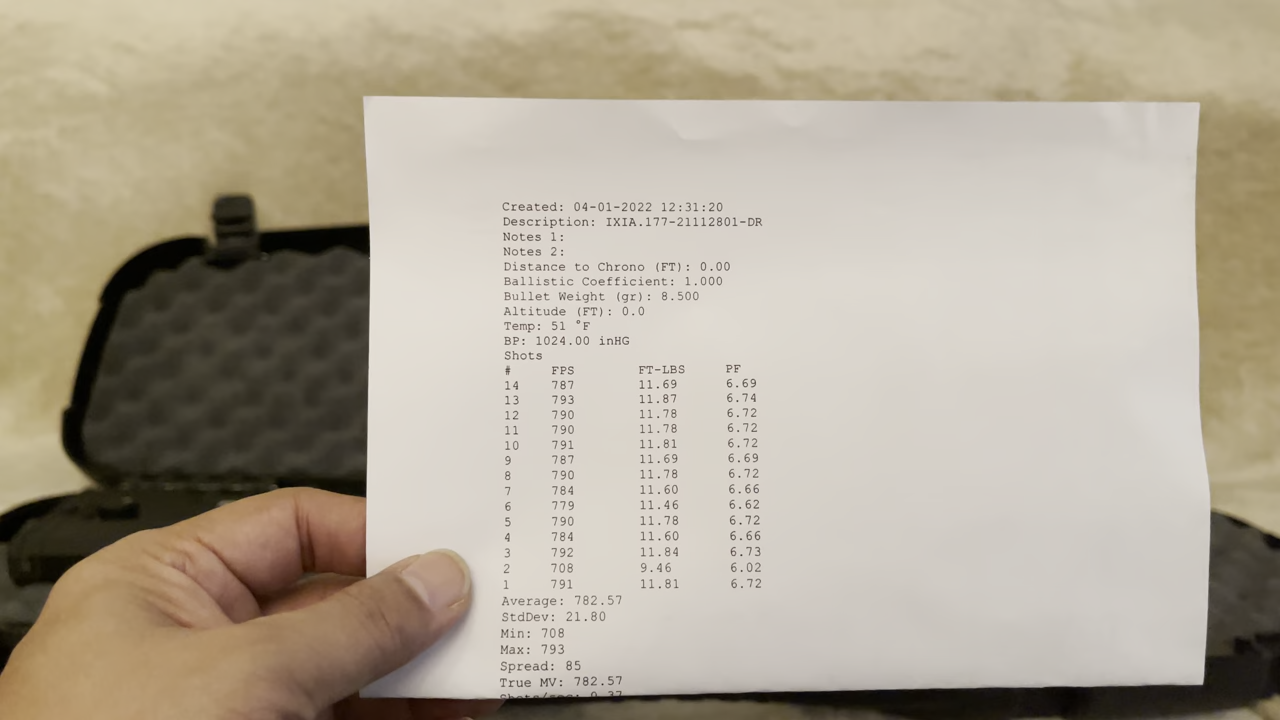 Created: 04-01-2022 12:31:20
Description: IXIA.177-21112801-DR
Notes 1:
Notes 2:
Distance to Chrono (FT): 0.00
Ballistic Coefficient: 1.000
Bullet Weight (gr): 8.500
Altitude (FT): 0.0
Temp: 51 °F
BP: 1024.00 inHG
Shots
# FPS FT-LBS PF
14 787 11.69 6.69
13 793 11.87 6.74
12 790 11.78 6.72
11 790 11.78 6.72
10 791 11.81 6.72
9 787 11.69 6.69
8 790 11.78 6.72
7 784 11.60 6.66
6 779 11.46 6.62
5 790 11.78 6.72
4 784 11.60 6.66
3 792 11.84 6.73
2 708 9.46 6.02
1 791 11.81 6.72
Average: 782.57
StdDev: 21.80
Min: 708
Max: 793
Spread: 85
True MV: 782.57